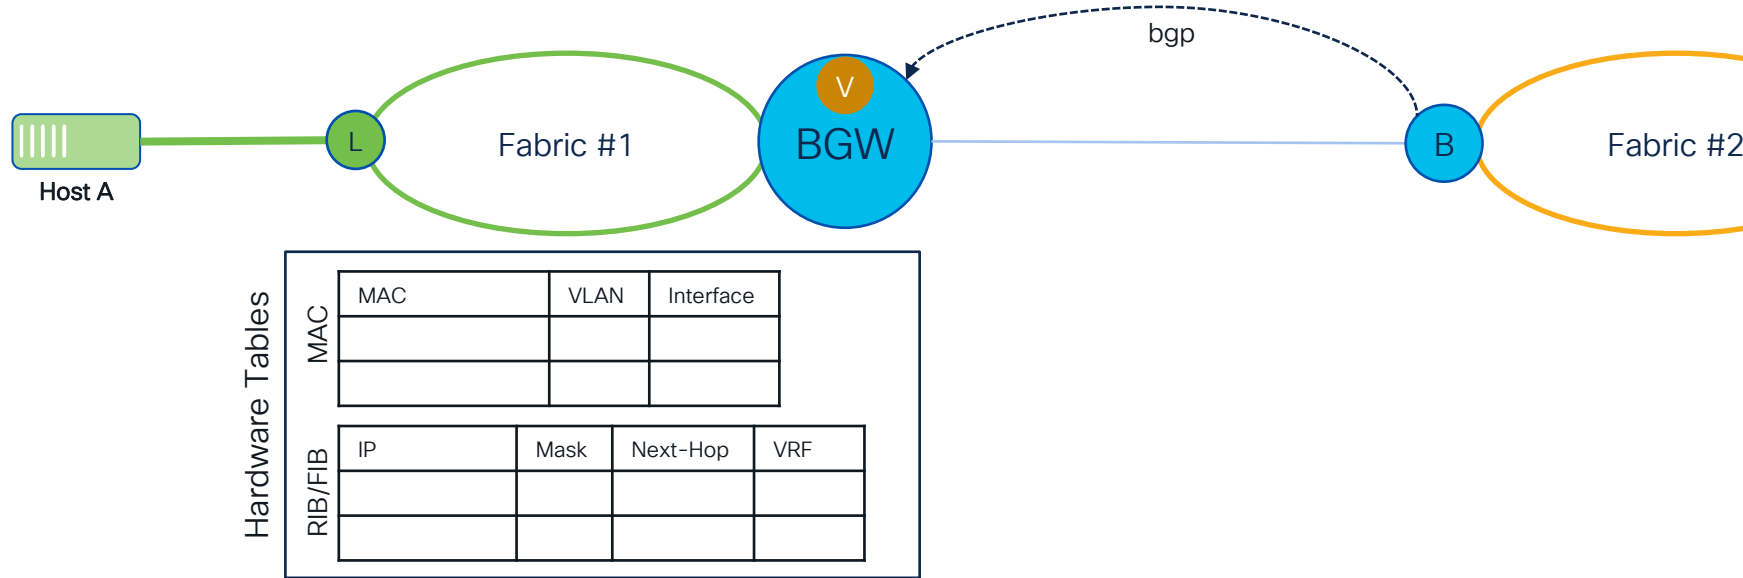 bgp
V
BGW
L
Fabric #1
B
Fabric #2
Host A
Hardware Tables
MAC
MAC VLAN Interface
RIB/FIB
IP Mask Next-Hop VRF